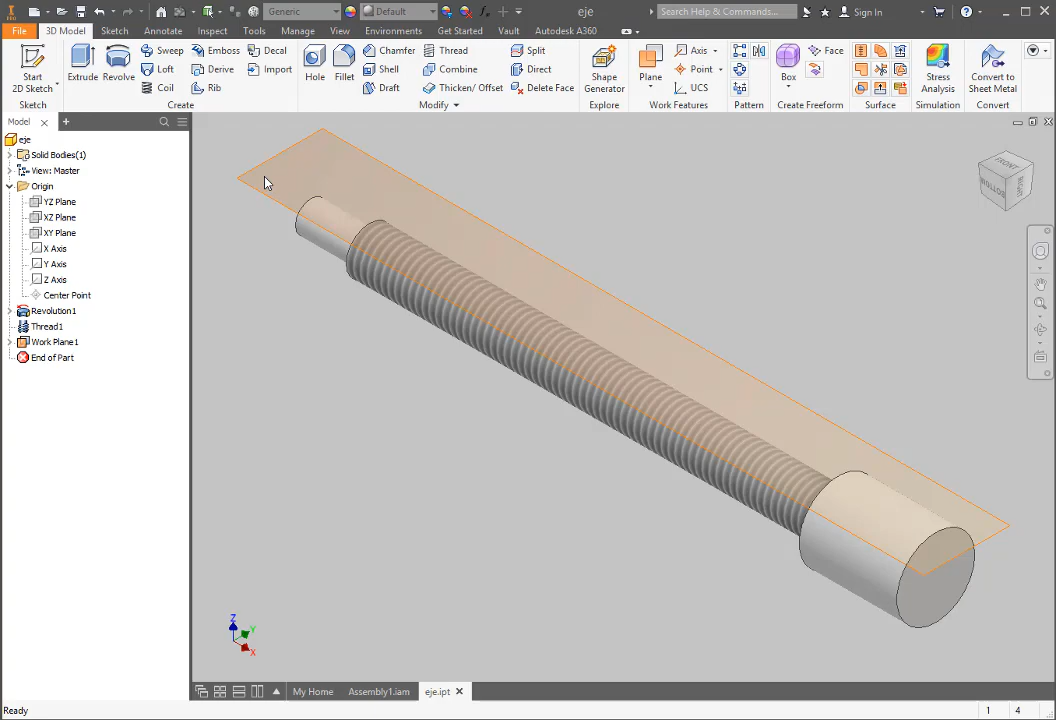 I PRO Generic Default fx eje Search Help & Commands... Sign In
File 3D Model Sketch Annotate Inspect Tools Manage View Environments Get Started Vault Autodesk A360
Start 2D Sketch
Sketch
Extrude Revolve Sweep Emboss Decal
Loft Derive Import
Coil Rib
Create
Hole Fillet Chamfer Thread Split
Shell Combine Direct
Draft Thicken/ Offset Delete Face
Modify
Shape Generator
Explore
Plane Axis
Point
UCS
Work Features
Pattern
Box Face
Create Freeform
Surface
Stress Analysis
Simulation
Convert to Sheet Metal
Convert
Model
eje
Solid Bodies(1)
View: Master
Origin
YZ Plane
XZ Plane
XY Plane
X Axis
Y Axis
Z Axis
Center Point
Revolution1
Thread1
Work Plane1
End of Part
FRONT
RIGHT
BOTTOM
Z
Y
X
My Home Assembly1.iam eje.ipt
Ready 1 4